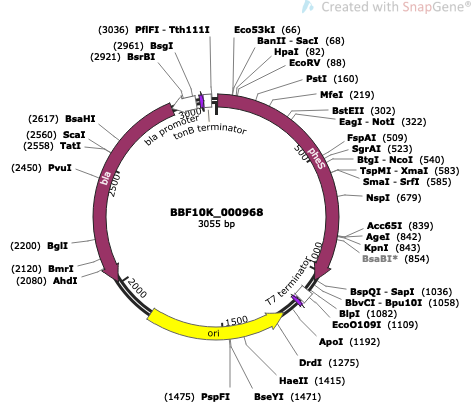 Created with SnapGene®
(3036) PflFI - Tth111I
(2961) BsgI
(2921) BsrBI
Eco53kI (66)
BanII - SacI (68)
HpaI (82)
EcoRV (88)
PstI (160)
MfeI (219)
BstEII (302)
EagI - NotI (322)
FspAI (509)
SgrAI (523)
BtgI - NcoI (540)
TspMI - XmaI (583)
SmaI - SrfI (585)
NspI (679)
Acc65I (839)
AgeI (842)
KpnI (843)
BsaBI* (854)
BspQI - SapI (1036)
BbvCI - Bpu10I (1058)
BlpI (1082)
EcoO109I (1109)
ApoI (1192)
DrdI (1275)
HaeII (1415)
BseYI (1471)
(1475) PspFI
(2080) AhdI
(2120) BmrI
(2200) BglI
(2450) PvuI
(2558) TatI
(2560) ScaI
(2617) BsaHI
3000
bla promoter
tonB terminator
500
pheS
1000
T7 terminator
1500
ori
2000
2500
bla
BBF10K_000968
3055 bp